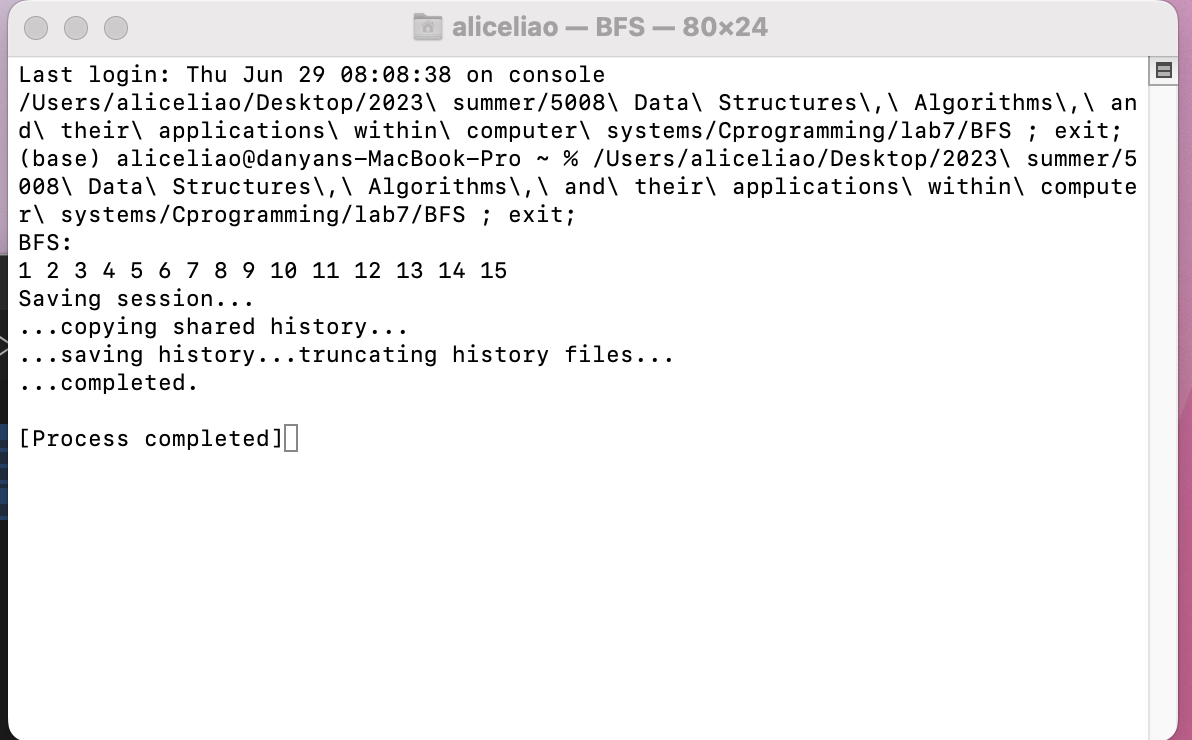 aliceliao — BFS — 80×24
Last login: Thu Jun 29 08:08:38 on console
/Users/aliceliao/Desktop/2023\ summer/5008\ Data\ Structures\,\ Algorithms\,\ an
d\ their\ applications\ within\ computer\ systems/Cprogramming/lab7/BFS ; exit;
(base) aliceliao@danyans-MacBook-Pro ~ % /Users/aliceliao/Desktop/2023\ summer/5
008\ Data\ Structures\,\ Algorithms\,\ and\ their\ applications\ within\ compute
r\ systems/Cprogramming/lab7/BFS ; exit;
BFS:
1 2 3 4 5 6 7 8 9 10 11 12 13 14 15
Saving session...
...copying shared history...
...saving history...truncating history files...
...completed.
[Process completed]